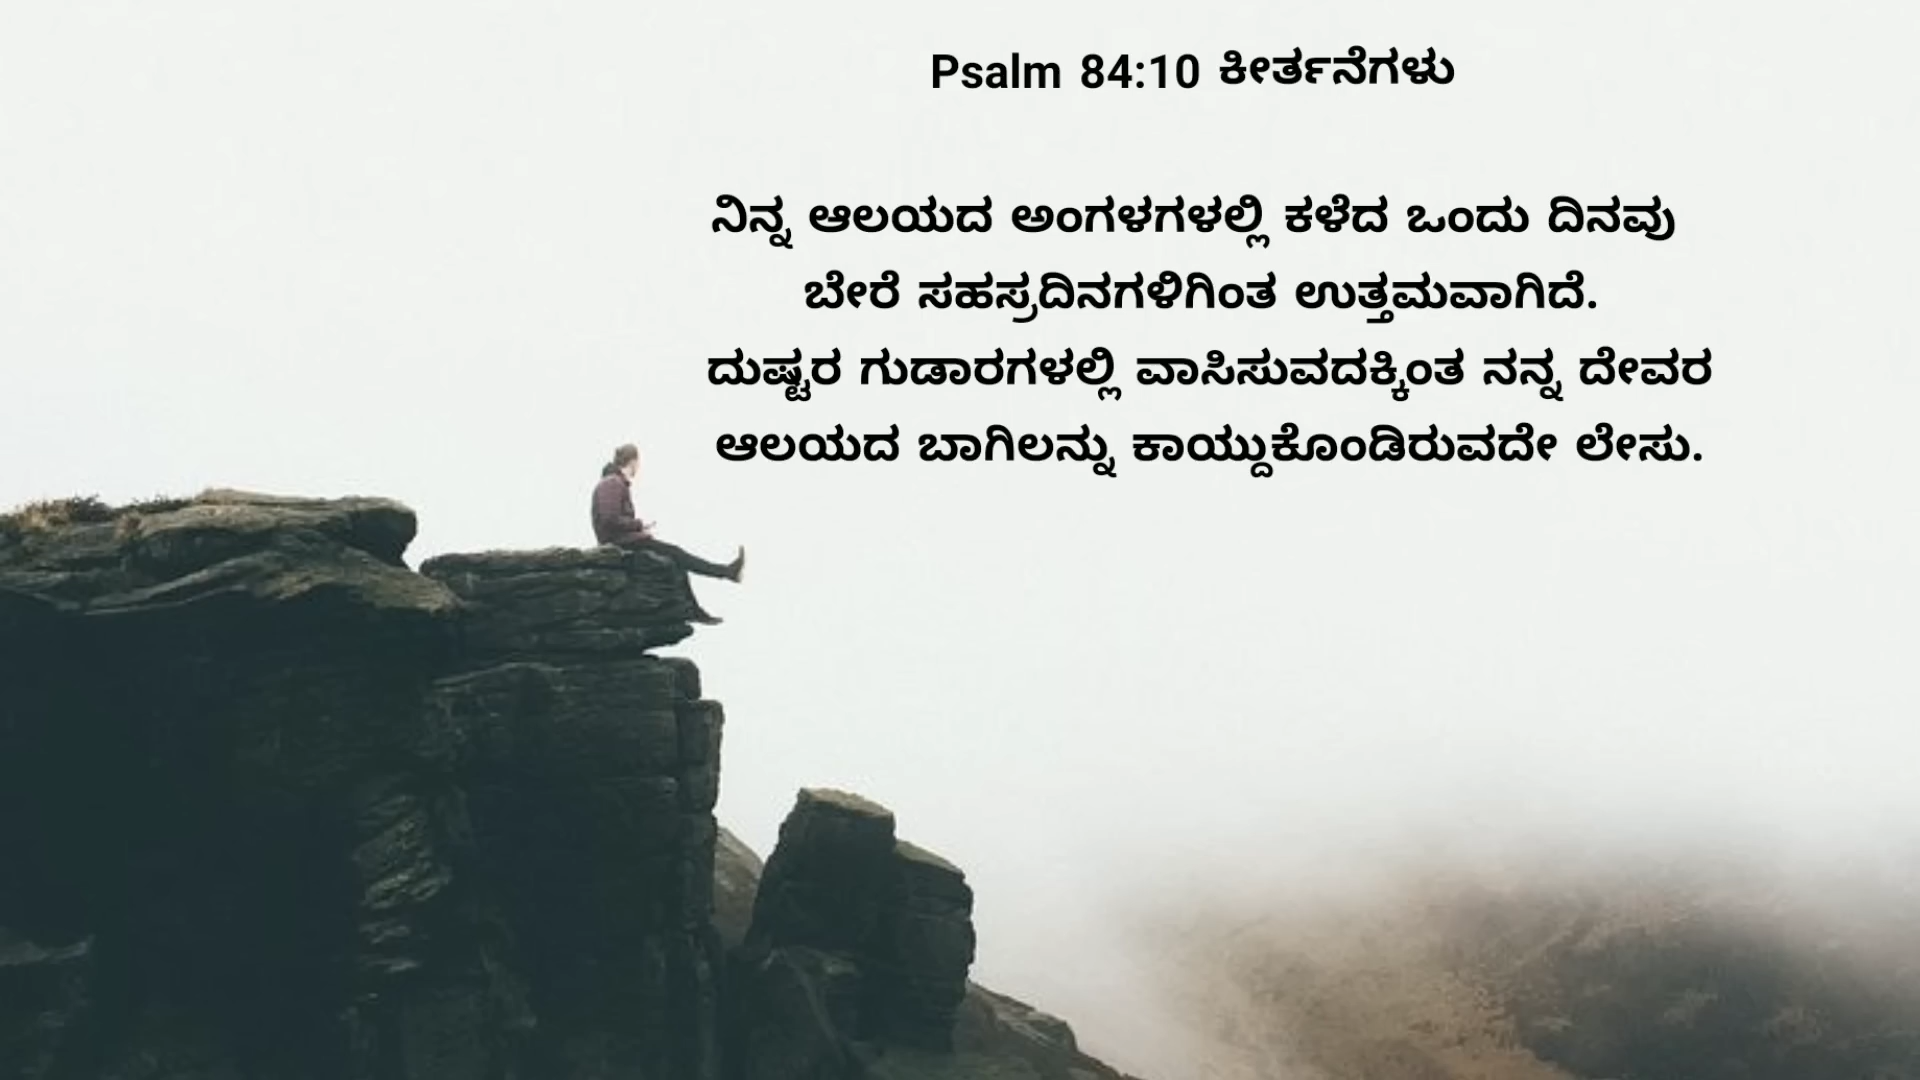 Psalm 84:10 ಕೀರ್ತನೆಗಳು
ನಿನ್ನ ಆಲಯದ ಅಂಗಳಗಳಲ್ಲಿ ಕಳೆದ ಒಂದು ದಿನವು
ಬೇರೆ ಸಹಸ್ರದಿನಗಳಿಗಿಂತ ಉತ್ತಮವಾಗಿದೆ.
ದುಷ್ಟರ ಗುಡಾರಗಳಲ್ಲಿ ವಾಸಿಸುವದಕ್ಕಿಂತ ನನ್ನ ದೇವರ
ಆಲಯದ ಬಾಗಿಲನ್ನು ಕಾಯ್ದುಕೊಂಡಿರುವದೇ ಲೇಸು.